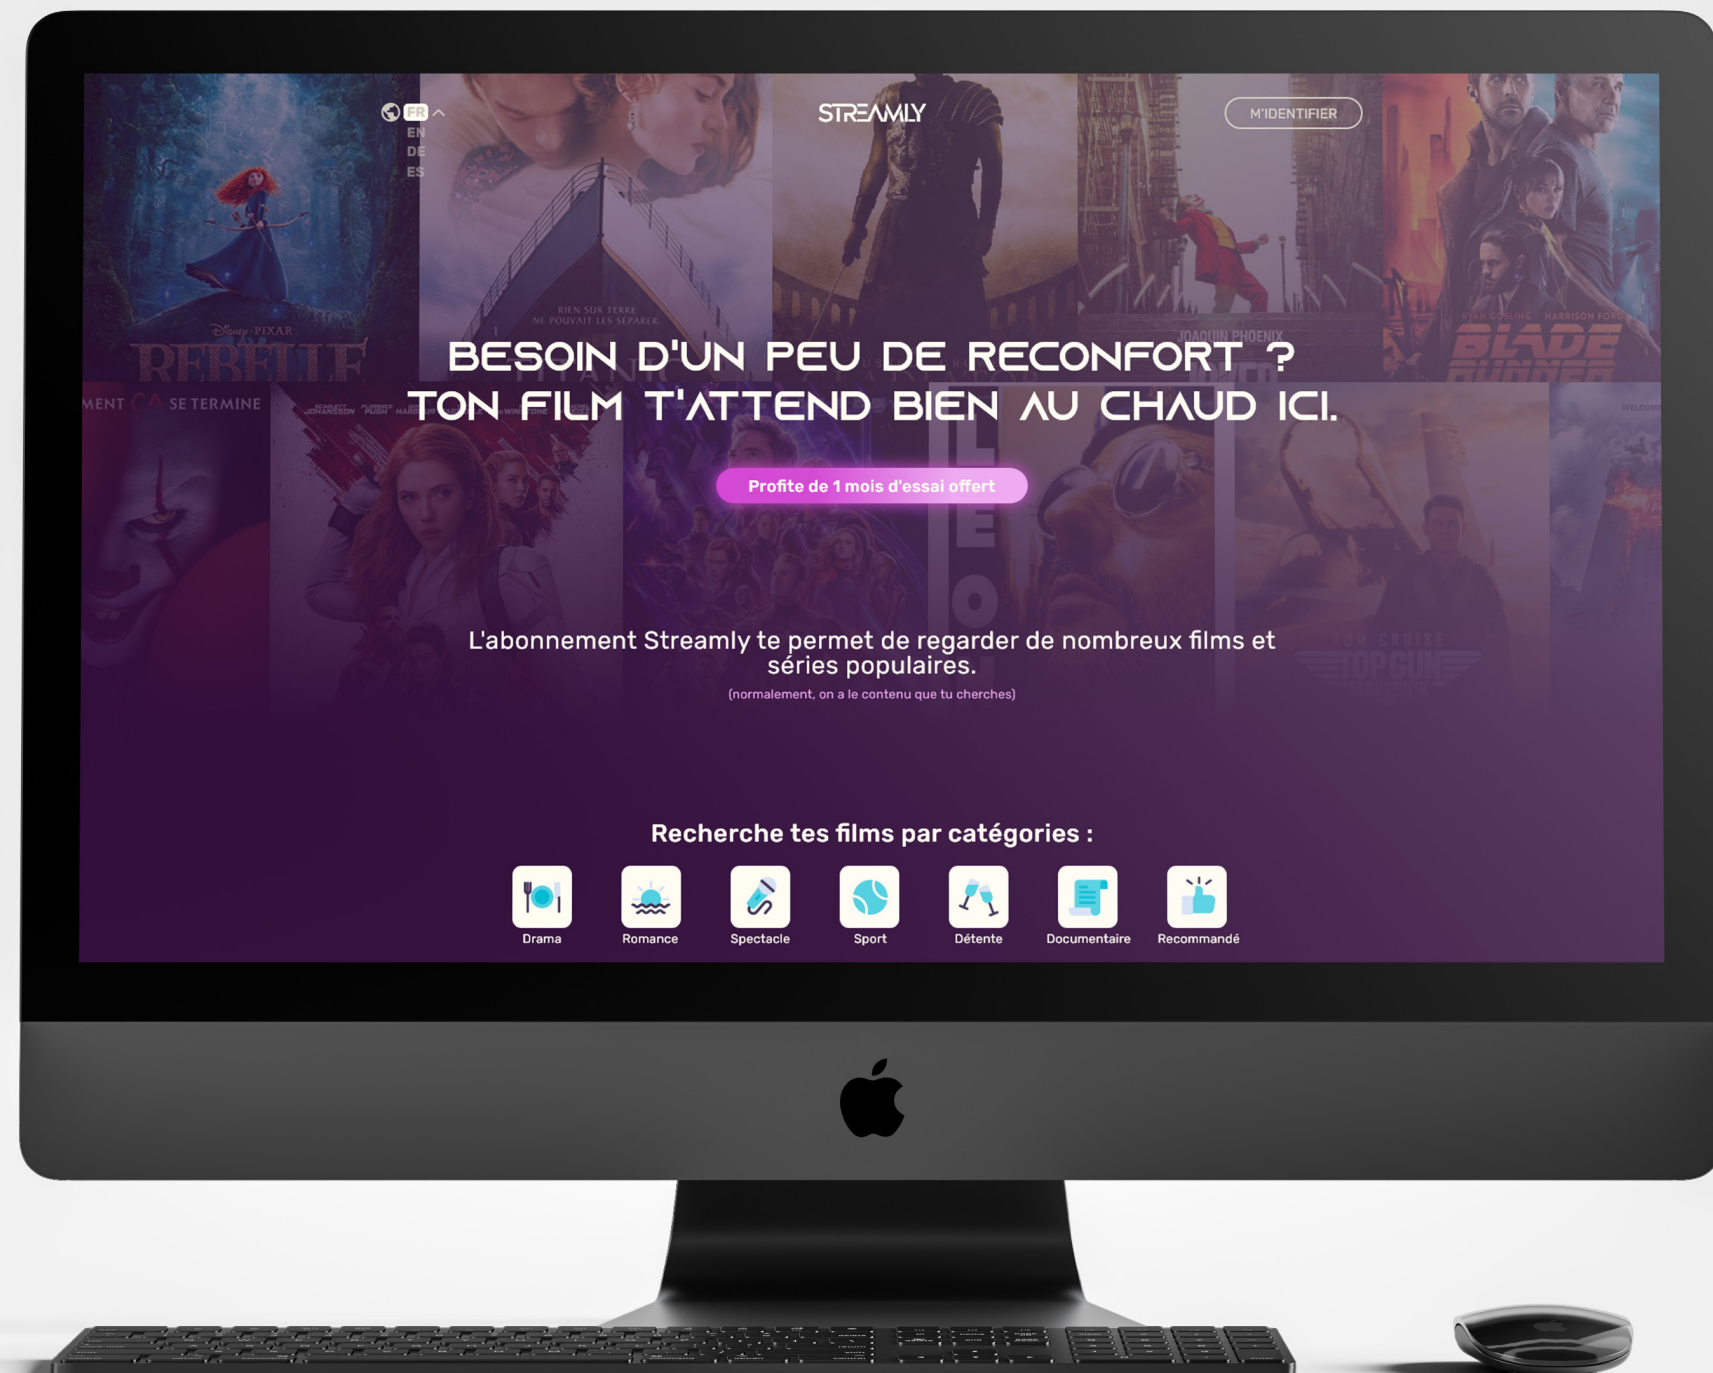 FR
EN
DE
ES
STREAMLY
M'IDENTIFIER
RIEN SUR TERRE
NE POUVAIT LES SÉPARER.
DISNEY · PIXAR
REBELLE
JOAQUIN PHOENIX
RYAN GOSLING HARRISON FORD
BLADE
RUNNER
BESOIN D'UN PEU DE RECONFORT ?
TON FILM T'ATTEND BIEN AU CHAUD ICI.
MENT ÇA SE TERMINE
Profite de 1 mois d'essai offert
L'abonnement Streamly te permet de regarder de nombreux films et
séries populaires.
(normalement, on a le contenu que tu cherches)
TOM CRUISE
TOP GUN
MAVERICK
Recherche tes films par catégories :
Drama
Romance
Spectacle
Sport
Détente
Documentaire
Recommandé